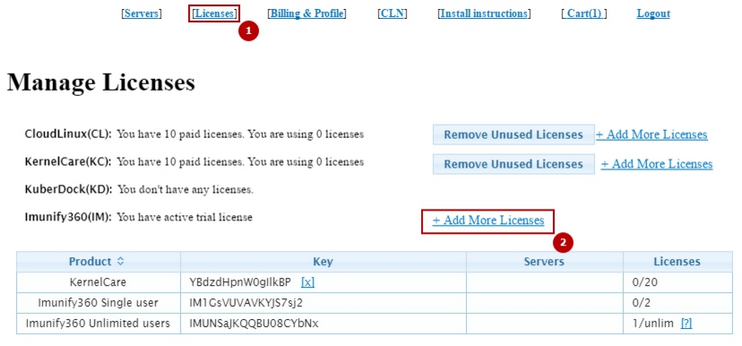 [Servers] [Licenses] [Billing & Profile] [CLN] [Install instructions] [ Cart(1) ] Logout
1
Manage Licenses
CloudLinux(CL): You have 10 paid licenses. You are using 0 licenses Remove Unused Licenses + Add More Licenses
KernelCare(KC): You have 10 paid licenses. You are using 0 licenses Remove Unused Licenses + Add More Licenses
KuberDock(KD): You don't have any licenses.
Imunify360(IM): You have active trial license + Add More Licenses
2
Product Key Servers Licenses
KernelCare YBdzdHpnW0gIlkBP [x] 0/20
Imunify360 Single user IM1GsVUVAVKYJS7sj2 0/2
Imunify360 Unlimited users IMUNSaJKQQBU08CYbNx 1/unlim [?]